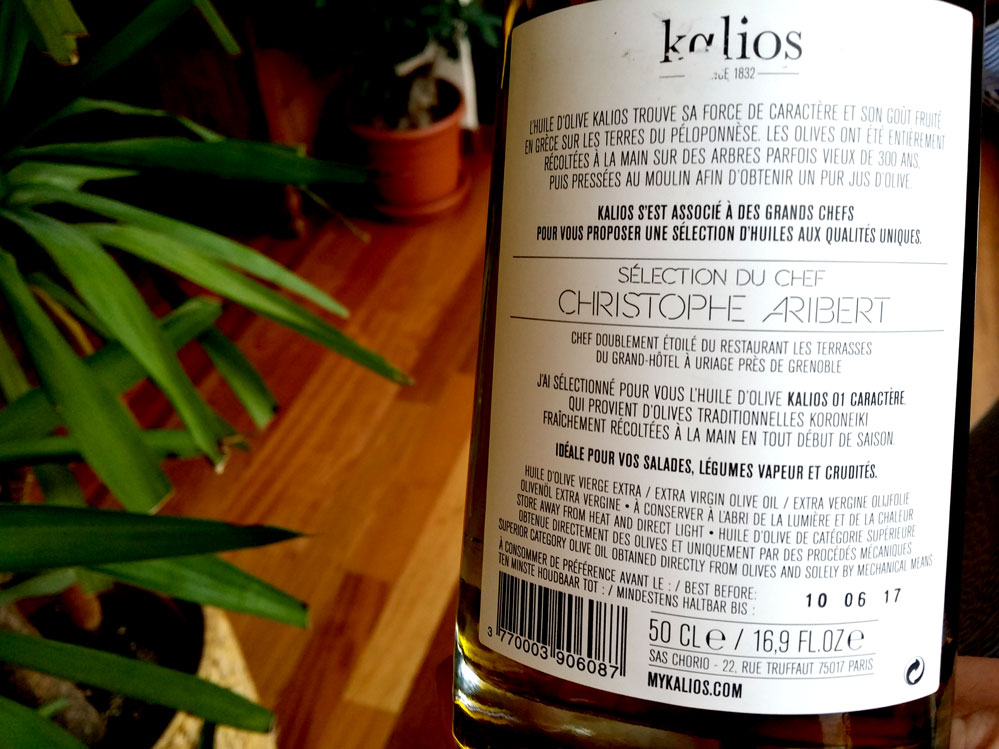 kalios
SINCE 1832
L'HUILE D'OLIVE KALIOS TROUVE SA FORCE DE CARACTÈRE ET SON GOÛT FRUITÉ
EN GRÈCE SUR LES TERRES DU PÉLOPONNÈSE. LES OLIVES ONT ÉTÉ ENTIÈREMENT
RÉCOLTÉES À LA MAIN SUR DES ARBRES PARFOIS VIEUX DE 300 ANS,
PUIS PRESSÉES AU MOULIN AFIN D'OBTENIR UN PUR JUS D'OLIVE.
KALIOS S'EST ASSOCIÉ À DES GRANDS CHEFS
POUR VOUS PROPOSER UNE SÉLECTION D'HUILES AUX QUALITÉS UNIQUES.
SÉLECTION DU CHEF
CHRISTOPHE ARIBERT
CHEF DOUBLEMENT ÉTOILÉ DU RESTAURANT LES TERRASSES
DU GRAND-HÔTEL À URIAGE PRÈS DE GRENOBLE
J'AI SÉLECTIONNÉ POUR VOUS L'HUILE D'OLIVE KALIOS 01 CARACTÈRE,
QUI PROVIENT D'OLIVES TRADITIONNELLES KORONEIKI
FRAÎCHEMENT RÉCOLTÉES À LA MAIN EN TOUT DÉBUT DE SAISON.
IDÉALE POUR VOS SALADES, LÉGUMES VAPEUR ET CRUDITÉS.
HUILE D'OLIVE VIERGE EXTRA / EXTRA VIRGIN OLIVE OIL / EXTRA VIERGINE OLIJFOLIE
OLIVENÖL EXTRA VERGINE • À CONSERVER À L'ABRI DE LA LUMIÈRE ET DE LA CHALEUR
STORE AWAY FROM HEAT AND DIRECT LIGHT • HUILE D'OLIVE DE CATÉGORIE SUPÉRIEURE
OBTENUE DIRECTEMENT DES OLIVES ET UNIQUEMENT PAR DES PROCÉDÉS MÉCANIQUES
SUPERIOR CATEGORY OLIVE OIL OBTAINED DIRECTLY FROM OLIVES AND SOLELY BY MECHANICAL MEANS
À CONSOMMER DE PRÉFÉRENCE AVANT LE : / BEST BEFORE:
TEN MINSTE HOUDBAAR TOT : / MINDESTENS HALTBAR BIS :
10 06 17
3 770003 906087
50 CL e / 16,9 FL.OZ e
SAS CHORIO - 22, RUE TRUFFAUT 75017 PARIS
MYKALIOS.COM